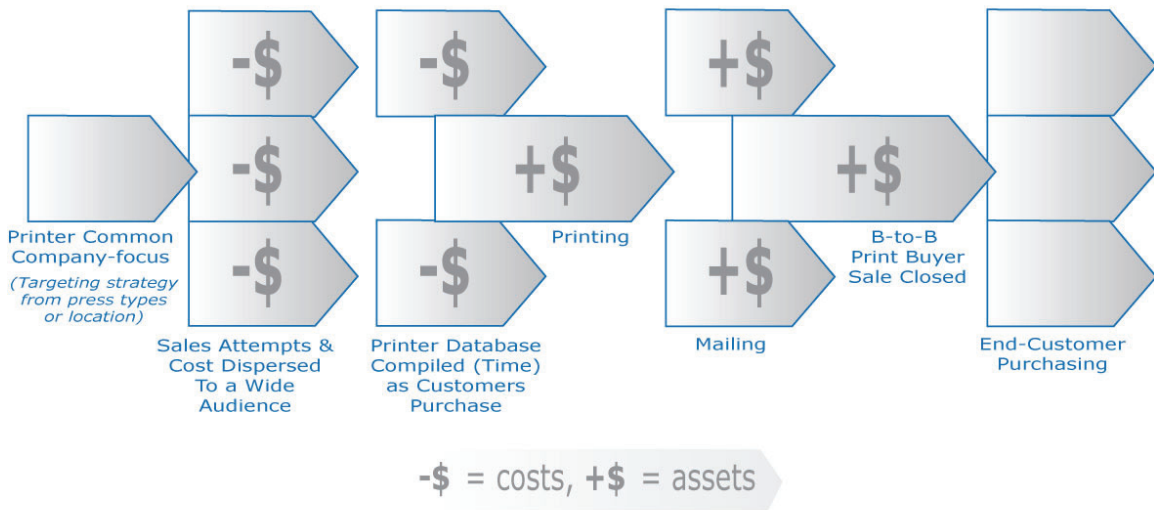 -$
-$
+$
-$
+$
+$
-$
-$
+$
Printer Common
Company-focus
(Targeting strategy
from press types
or location)
Sales Attempts &
Cost Dispersed
To a Wide
Audience
Printer Database
Compiled (Time)
as Customers
Purchase
Printing
Mailing
B-to-B
Print Buyer
Sale Closed
End-Customer
Purchasing
-$ = costs, +$ = assets